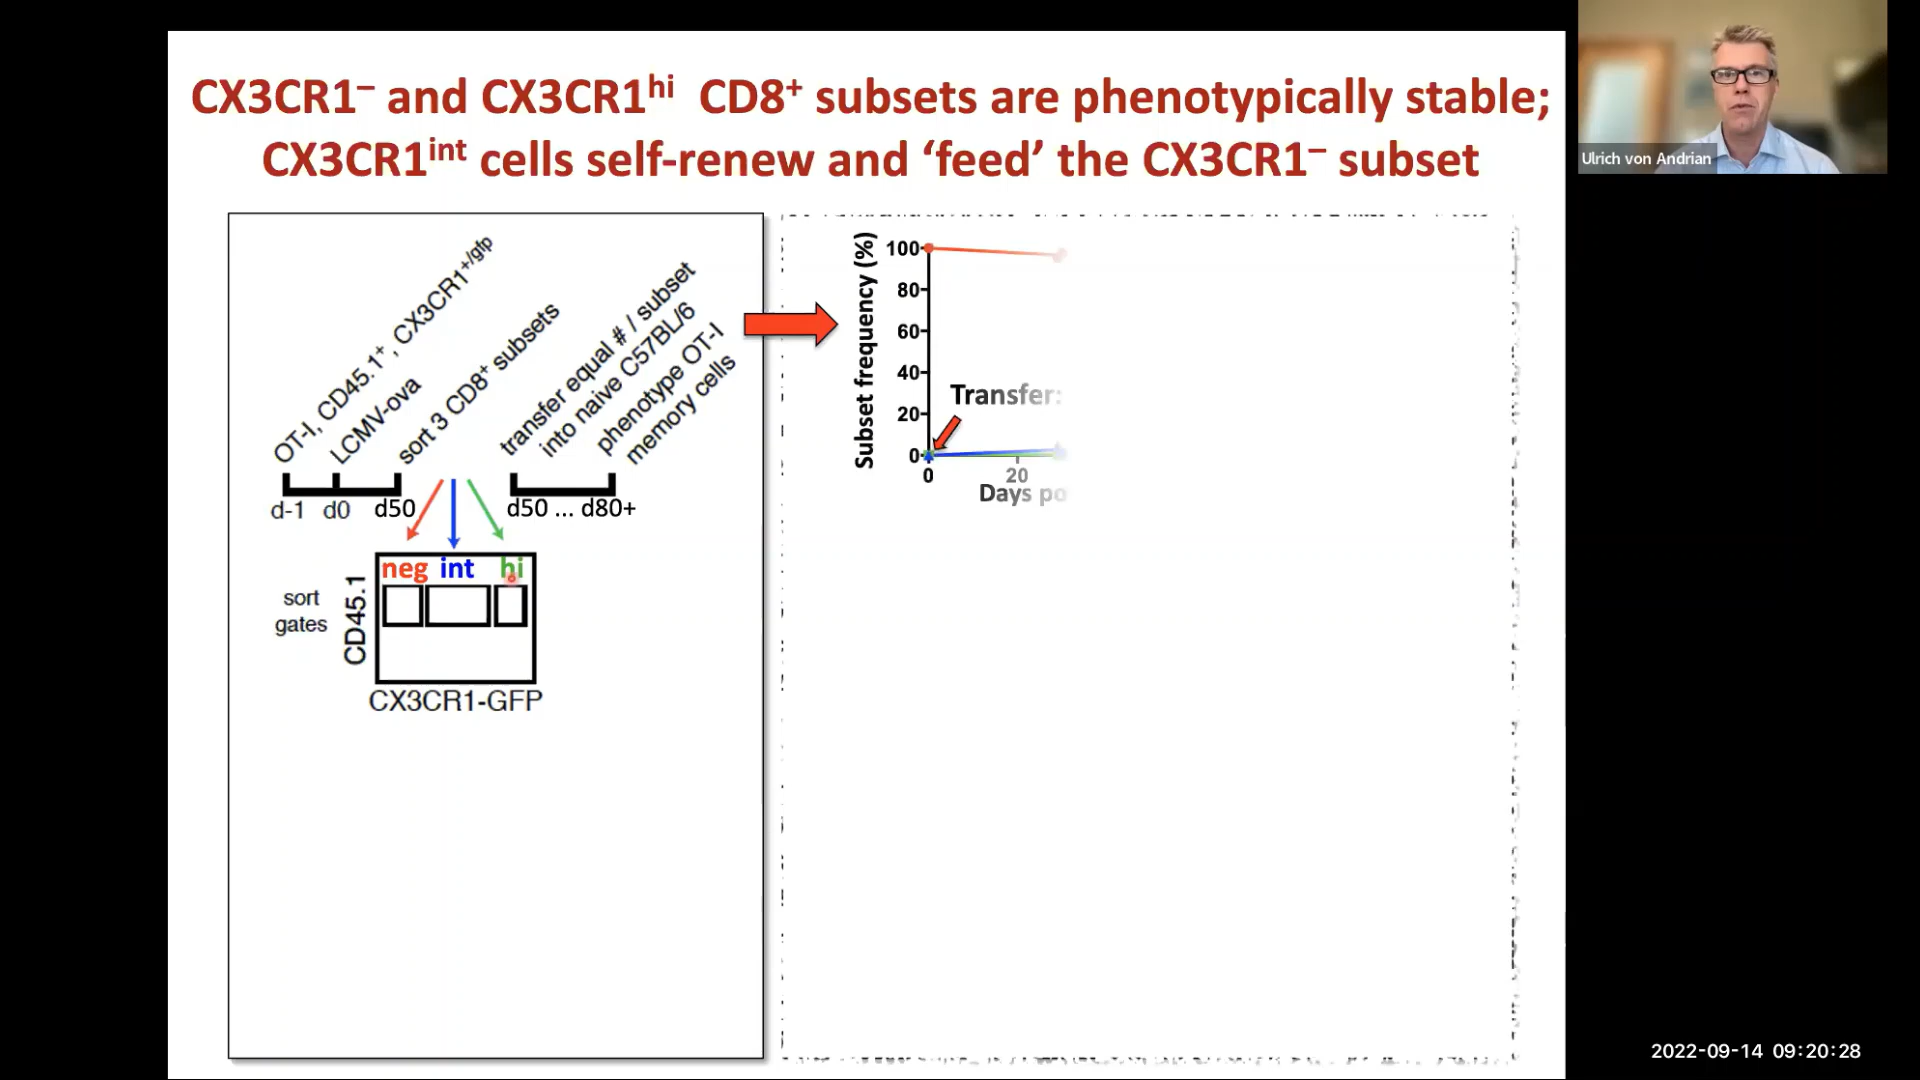 CX3CR1– and CX3CR1hi CD8+ subsets are phenotypically stable;
CX3CR1int cells self-renew and ‘feed’ the CX3CR1– subset
OT-I, CD45.1+, CX3CR1+/gfp
LCMV-ova
sort 3 CD8+ subsets
transfer equal # / subset
into naive C57BL/6
phenotype OT-I
memory cells
d-1 d0 d50
d50 ... d80+
neg int hi
sort
gates
CD45.1
CX3CR1-GFP
Subset frequency (%)
100
80
60
40
20
0
Transfer:
0 20
Days po
Ulrich von Andrian
2022-09-14 09:20:28